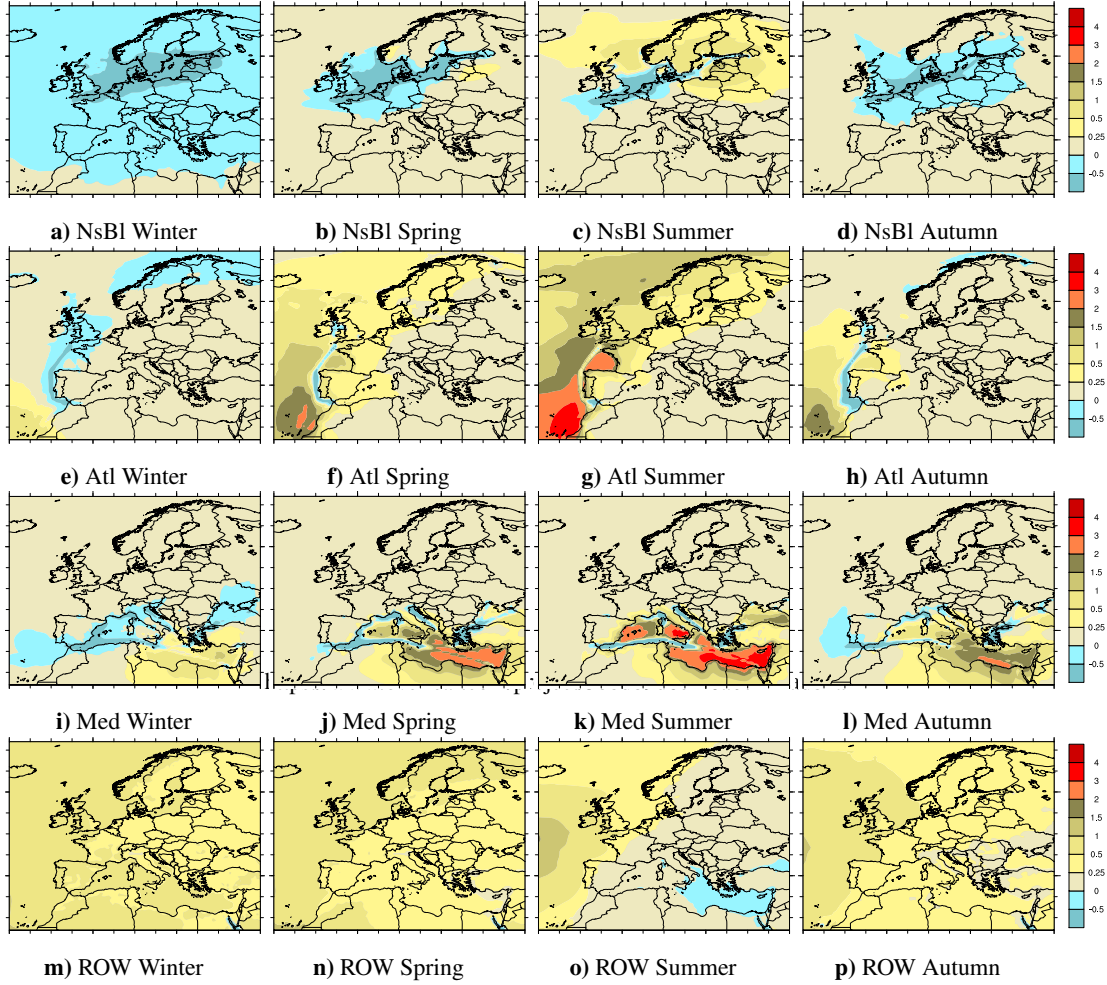 4
3
2
1.5
1
0.5
0.25
0
-0.5
a) NsBl Winter
b) NsBl Spring
c) NsBl Summer
d) NsBl Autumn
4
3
2
1.5
1
0.5
0.25
0
-0.5
e) Atl Winter
f) Atl Spring
g) Atl Summer
h) Atl Autumn
4
3
2
1.5
1
0.5
0.25
0
-0.5
i) Med Winter
j) Med Spring
k) Med Summer
l) Med Autumn
4
3
2
1.5
1
0.5
0.25
0
-0.5
m) ROW Winter
n) ROW Spring
o) ROW Summer
p) ROW Autumn